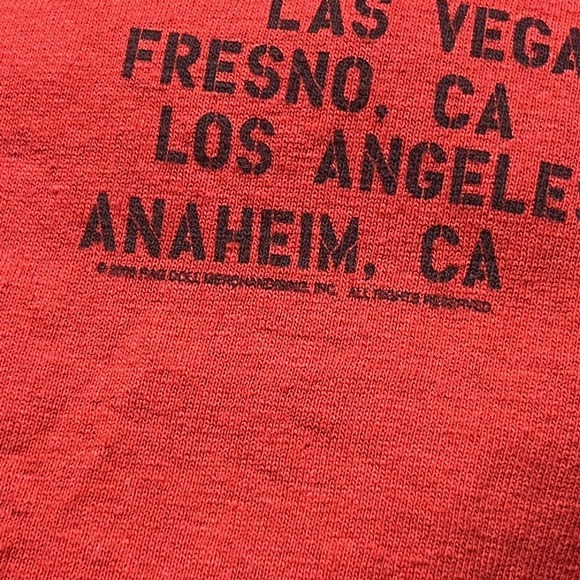 LAS VEGA
FRESNO, CA
LOS ANGELE
ANAHEIM, CA
© RAG DOLL MERCHANDISING, INC. ALL RIGHTS RESERVED.